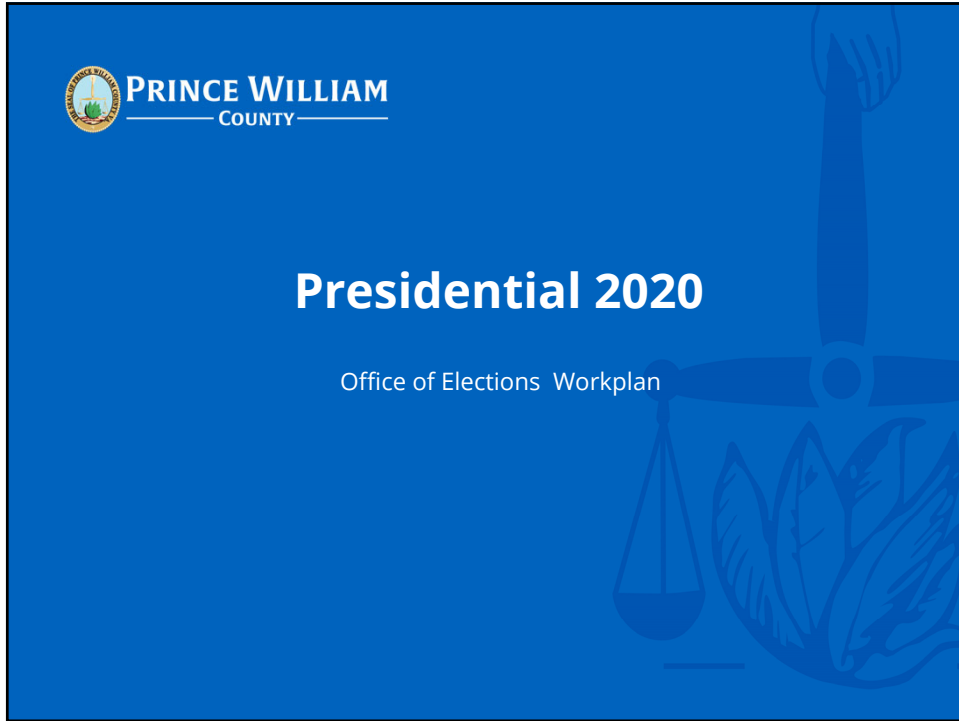 PRINCE WILLIAM
COUNTY
Presidential 2020
Office of Elections  Workplan